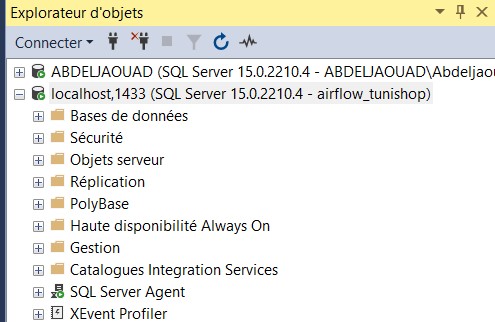 Explorateur d'objets
Connecter
ABDELJAOUAD (SQL Server 15.0.2210.4 - ABDELJAOUAD\Abdeljaou
localhost,1433 (SQL Server 15.0.2210.4 - airflow_tunishop)
Bases de données
Sécurité
Objets serveur
Réplication
PolyBase
Haute disponibilité Always On
Gestion
Catalogues Integration Services
SQL Server Agent
XEvent Profiler